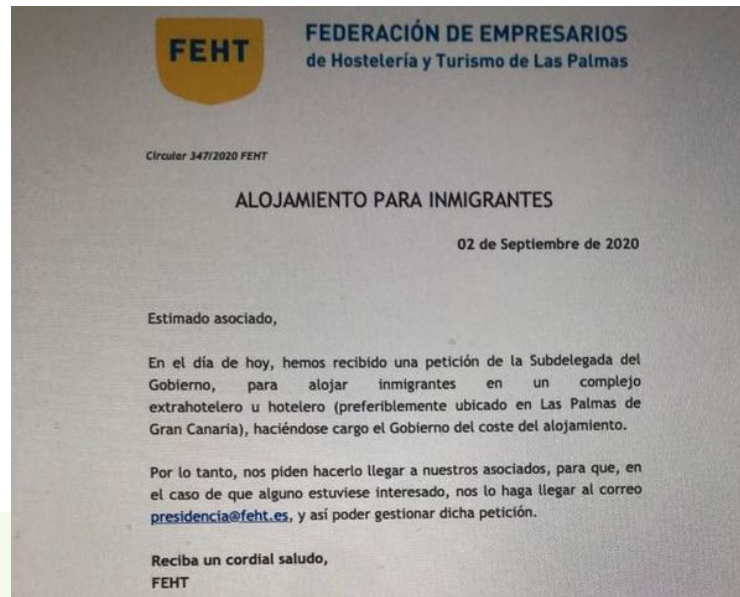 FEHT
FEDERACIÓN DE EMPRESARIOS
de Hostelería y Turismo de Las Palmas
Circular 347/2020 FEHT
ALOJAMIENTO PARA INMIGRANTES
02 de Septiembre de 2020
Estimado asociado,
En el día de hoy, hemos recibido una petición de la Subdelegada del
Gobierno, para alojar inmigrantes en un complejo
extrahotelero u hotelero (preferiblemente ubicado en Las Palmas de
Gran Canaria), haciéndose cargo el Gobierno del coste del alojamiento.
Por lo tanto, nos piden hacerlo llegar a nuestros asociados, para que, en
el caso de que alguno estuviese interesado, nos lo haga llegar al correo
presidencia@feht.es, y así poder gestionar dicha petición.
Reciba un cordial saludo,
FEHT